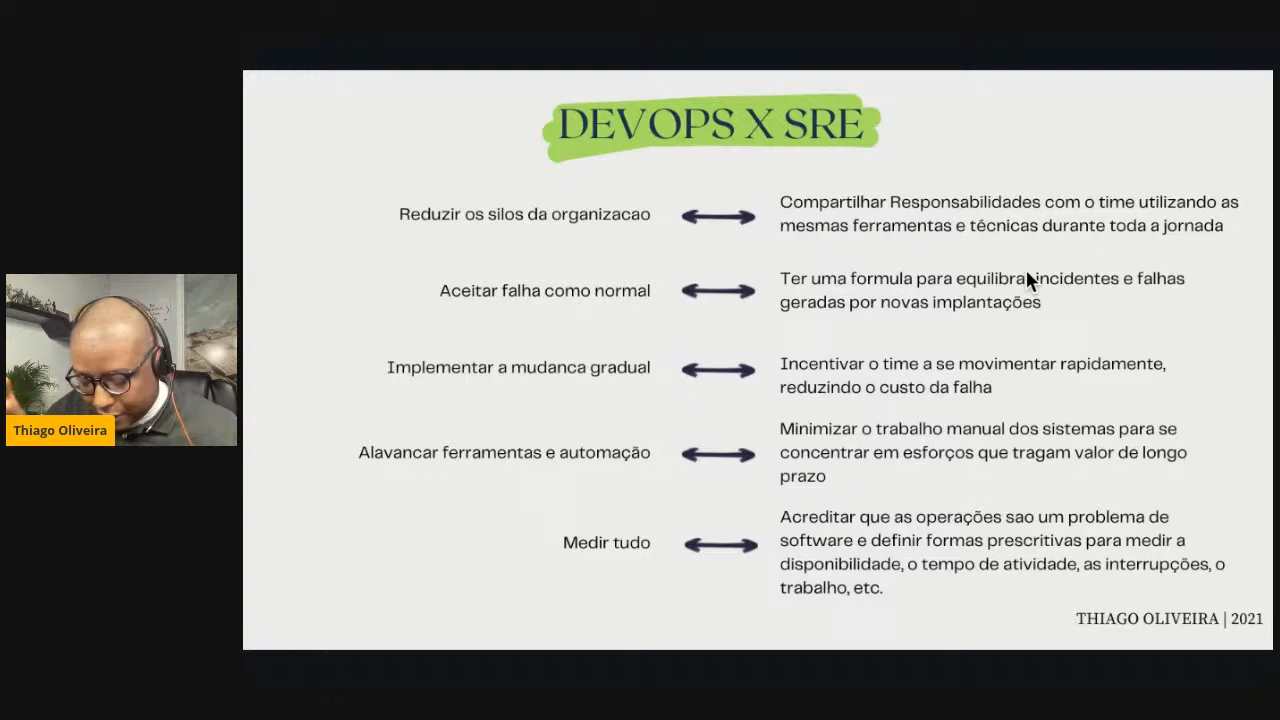 DEVOPS X SRE
Reduzir os silos da organizacao
Compartilhar Responsabilidades com o time utilizando as
mesmas ferramentas e técnicas durante toda a jornada
Aceitar falha como normal
Ter uma formula para equilibrar incidentes e falhas
geradas por novas implantações
Implementar a mudanca gradual
Incentivar o time a se movimentar rapidamente,
reduzindo o custo da falha
Alavancar ferramentas e automação
Minimizar o trabalho manual dos sistemas para se
concentrar em esforços que tragam valor de longo
prazo
Medir tudo
Acreditar que as operações sao um problema de
software e definir formas prescritivas para medir a
disponibilidade, o tempo de atividade, as interrupções, o
trabalho, etc.
THIAGO OLIVEIRA | 2021
Thiago Oliveira